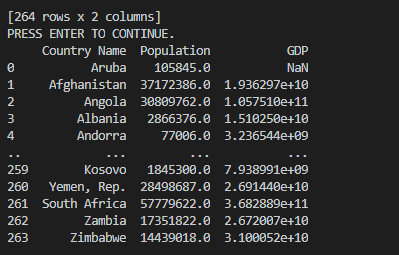 [264 rows x 2 columns]
PRESS ENTER TO CONTINUE.
Country Name Population GDP
0 Aruba 105845.0 NaN
1 Afghanistan 37172386.0 1.936297e+10
2 Angola 30809762.0 1.057510e+11
3 Albania 2866376.0 1.510250e+10
4 Andorra 77006.0 3.236544e+09
.. ... ... ...
259 Kosovo 1845300.0 7.938991e+09
260 Yemen, Rep. 28498687.0 2.691440e+10
261 South Africa 57779622.0 3.682889e+11
262 Zambia 17351822.0 2.672007e+10
263 Zimbabwe 14439018.0 3.100052e+10